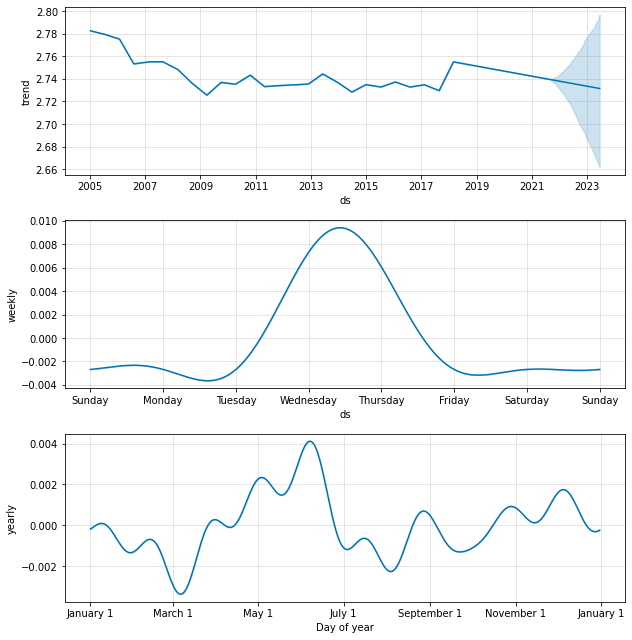 2.80
2.78
2.76
2.74
2.72
2.70
2.68
2.66
trend
2005 2007 2009 2011 2013 2015 2017 2019 2021 2023
ds
0.010
0.008
0.006
0.004
0.002
0.000
−0.002
−0.004
weekly
Sunday Monday Tuesday Wednesday Thursday Friday Saturday Sunday
ds
0.004
0.002
0.000
−0.002
yearly
January 1 March 1 May 1 July 1 September 1 November 1 January 1
Day of year